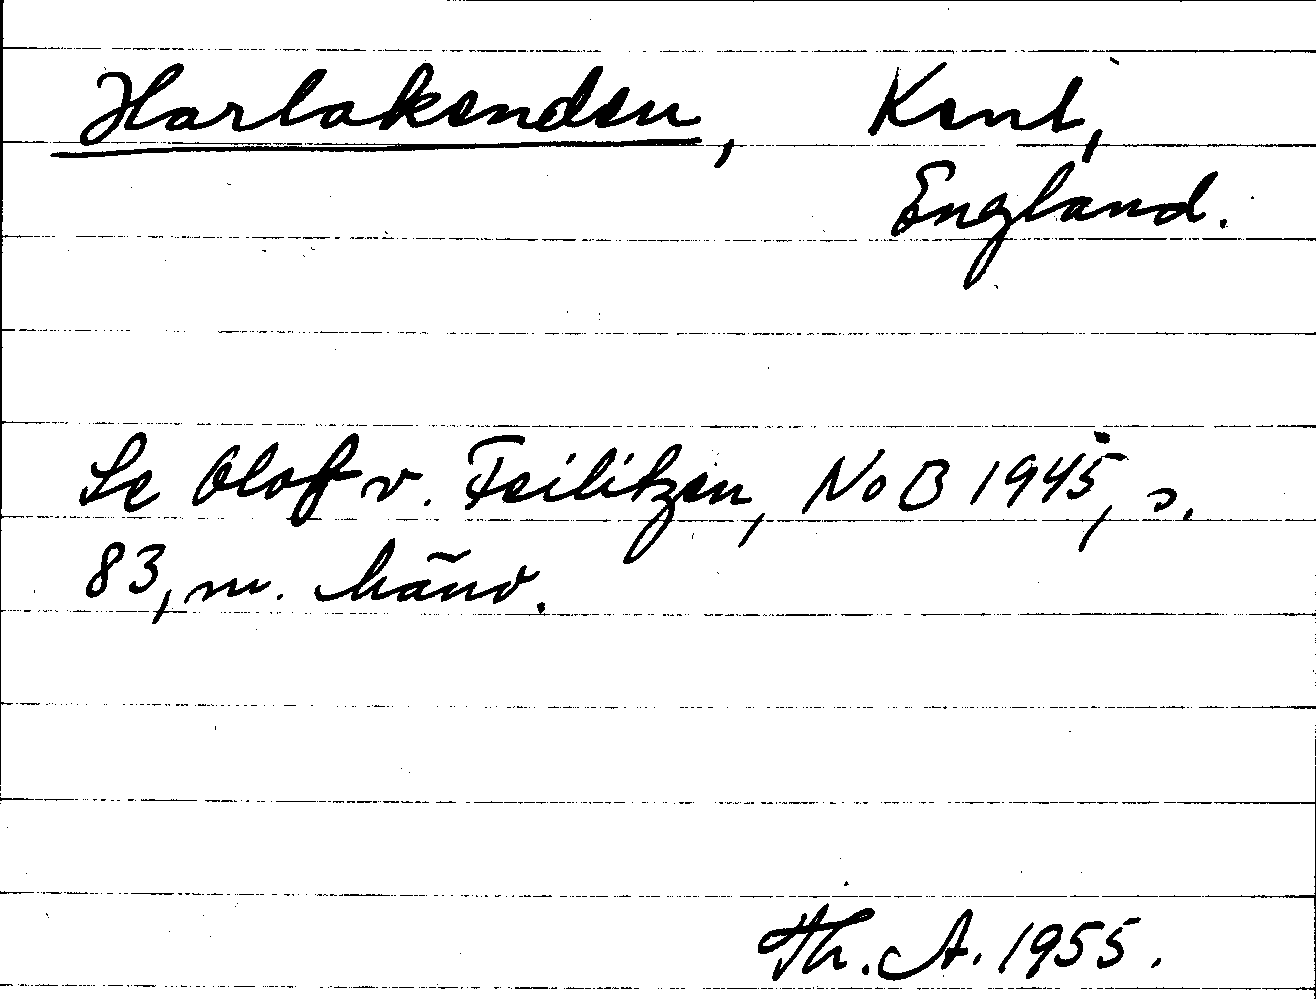 Harlakenden, Kent,
England.
Se Olof v. Feilitzen, NoB 1945, s.
83, m. hänv.
Th. A. 1955.